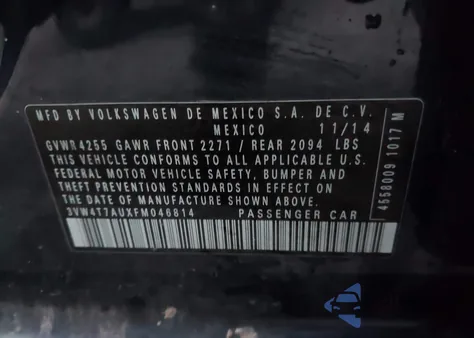 MFD BY VOLKSWAGEN DE MEXICO S.A. DE C.V.
MEXICO 11/14
GVWR 4255 GAWR FRONT 2271 / REAR 2094 LBS
THIS VEHICLE CONFORMS TO ALL APPLICABLE U.S.
FEDERAL MOTOR VEHICLE SAFETY, BUMPER AND
THEFT PREVENTION STANDARDS IN EFFECT ON
THE DATE OF MANUFACTURE SHOWN ABOVE.
3VW4T7AUXFM046814 PASSENGER CAR
4558009 1017 M